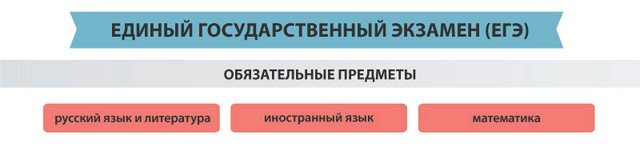 ЕДИНЫЙ ГОСУДАРСТВЕННЫЙ ЭКЗАМЕН (ЕГЭ)
ОБЯЗАТЕЛЬНЫЕ ПРЕДМЕТЫ
русский язык и литература иностранный язык математика